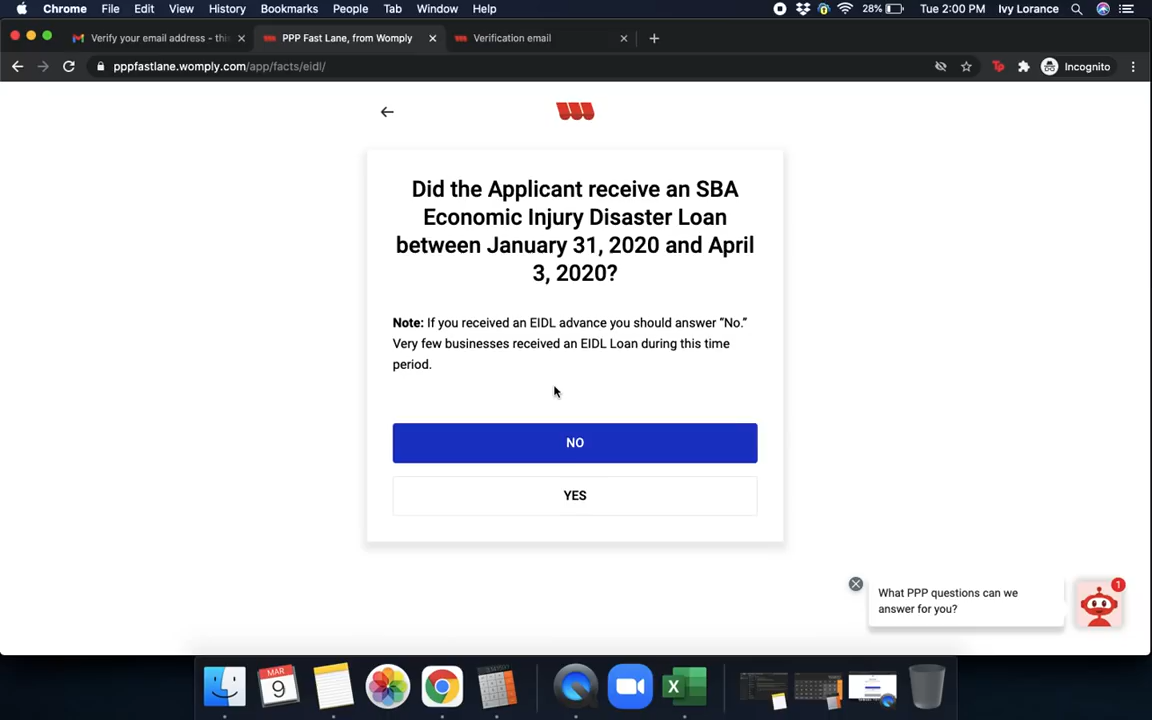 Chrome File Edit View History Bookmarks People Tab Window Help 28% Tue 2:00 PM Ivy Lorance
Verify your email address - this
PPP Fast Lane, from Womply
Verification email
pppfastlane.womply.com/app/facts/eidl/
Incognito
Did the Applicant receive an SBA
Economic Injury Disaster Loan
between January 31, 2020 and April
3, 2020?
Note: If you received an EIDL advance you should answer “No.”
Very few businesses received an EIDL Loan during this time
period.
NO
YES
What PPP questions can we
answer for you?
1
MAR
9